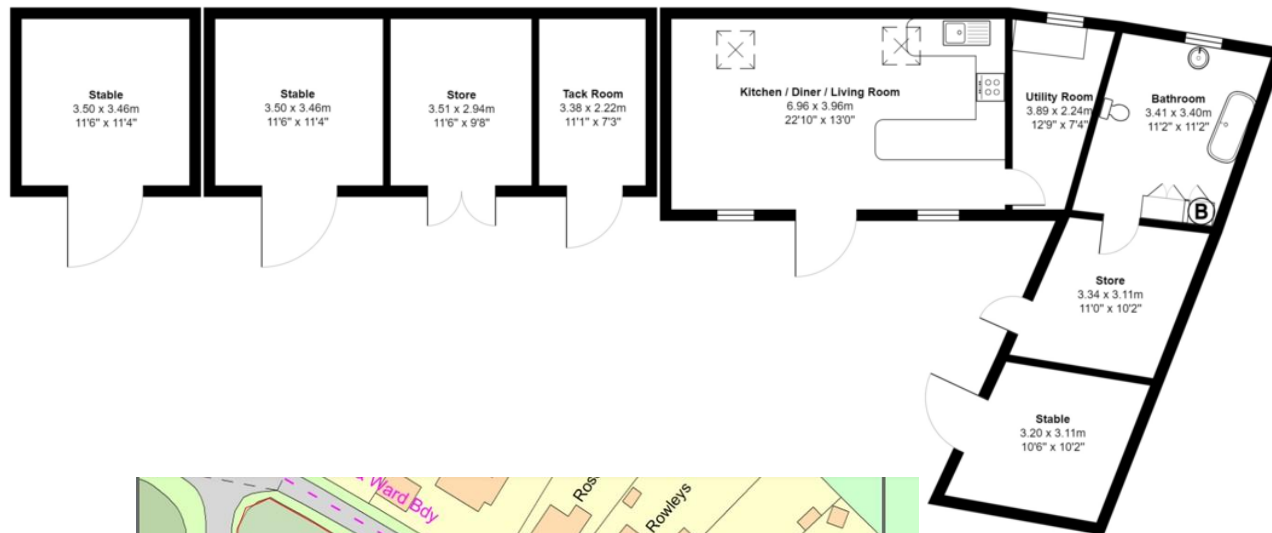 Stable
3.50 x 3.46m
11'6" x 11'4"
Stable
3.50 x 3.46m
11'6" x 11'4"
Store
3.51 x 2.94m
11'6" x 9'8"
Tack Room
3.38 x 2.22m
11'1" x 7'3"
Kitchen / Diner / Living Room
6.96 x 3.96m
22'10" x 13'0"
Utility Room
3.89 x 2.24m
12'9" x 7'4"
Bathroom
3.41 x 3.40m
11'2" x 11'2"
B
Store
3.34 x 3.11m
11'0" x 10'2"
Stable
3.20 x 3.11m
10'6" x 10'2"
Ward Bdy
Rowleys